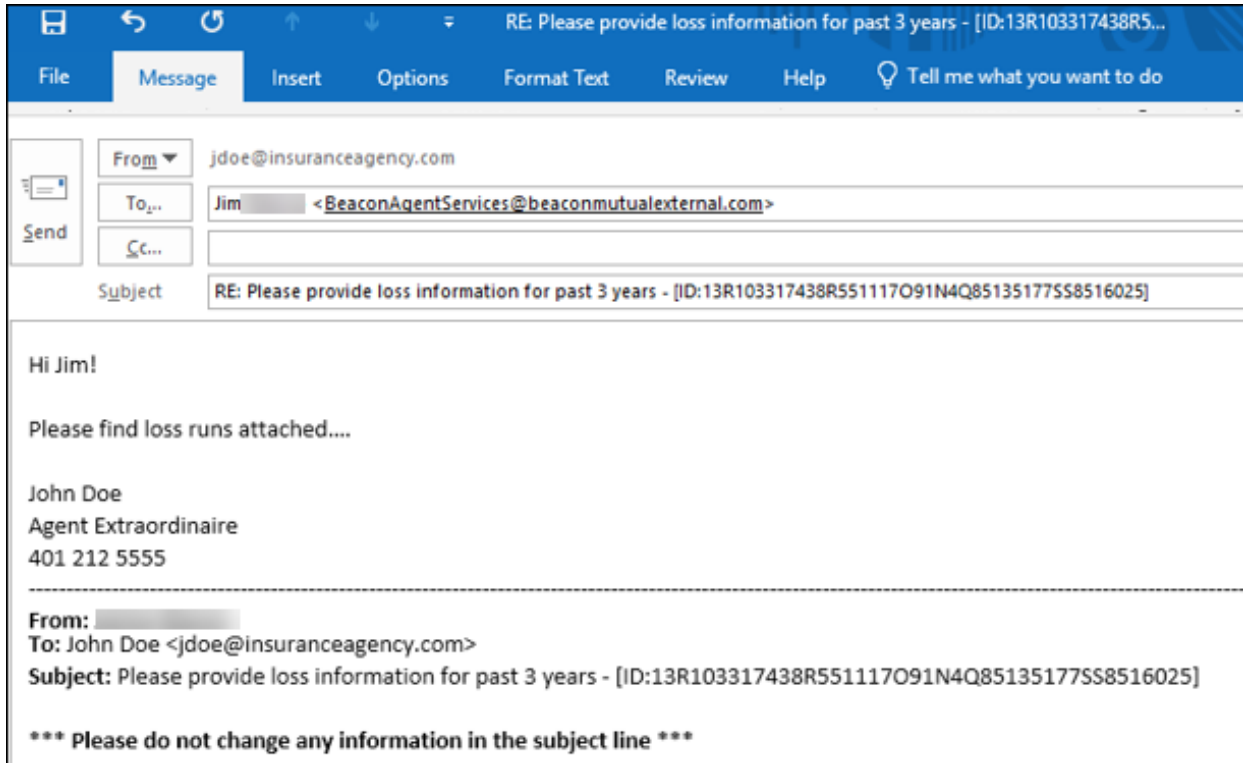 RE: Please provide loss information for past 3 years - [ID:13R103317438R5...
File Message Insert Options Format Text Review Help Tell me what you want to do
From jdoe@insuranceagency.com
To... Jim <BeaconAgentServices@beaconmutualexternal.com>
Send
Cc...
Subject RE: Please provide loss information for past 3 years - [ID:13R103317438R551117O91N4Q85135177SS8516025]
Hi Jim!
Please find loss runs attached....
John Doe
Agent Extraordinaire
401 212 5555
From:
To: John Doe <jdoe@insuranceagency.com>
Subject: Please provide loss information for past 3 years - [ID:13R103317438R551117O91N4Q85135177SS8516025]
*** Please do not change any information in the subject line ***